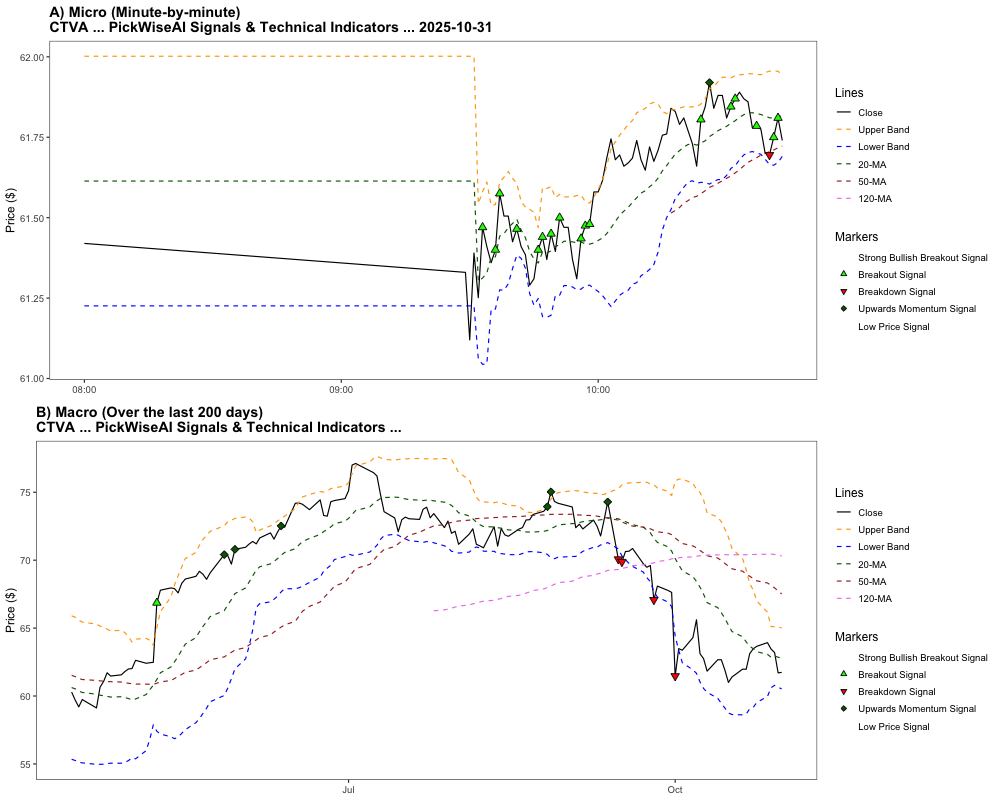 A) Micro (Minute-by-minute)
CTVA ... PickWiseAI Signals & Technical Indicators ... 2025-10-31
Price ($)
62.00
61.75
61.50
61.25
61.00
08:00
09:00
10:00
Lines
Close
Upper Band
Lower Band
20-MA
50-MA
120-MA
Markers
Strong Bullish Breakout Signal
Breakout Signal
Breakdown Signal
Upwards Momentum Signal
Low Price Signal
B) Macro (Over the last 200 days)
CTVA ... PickWiseAI Signals & Technical Indicators ...
Price ($)
75
70
65
60
55
Jul
Oct
Lines
Close
Upper Band
Lower Band
20-MA
50-MA
120-MA
Markers
Strong Bullish Breakout Signal
Breakout Signal
Breakdown Signal
Upwards Momentum Signal
Low Price Signal